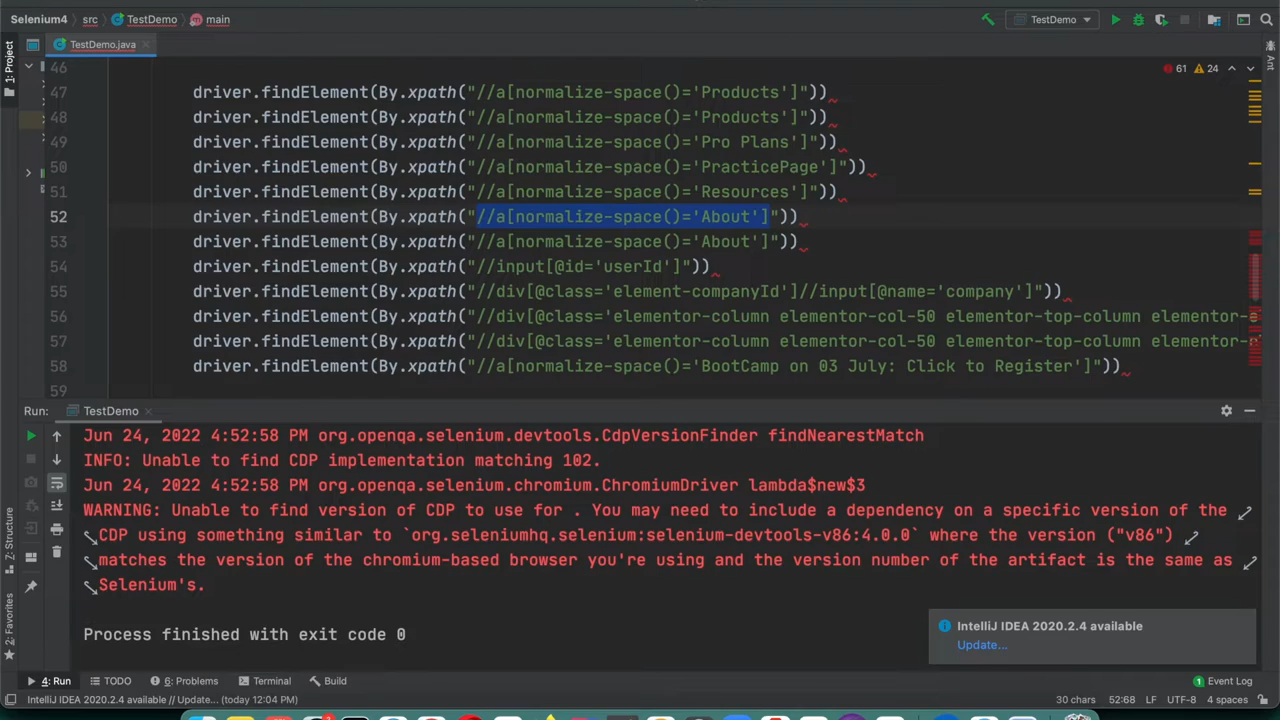 Selenium4 src TestDemo main TestDemo
1: Project TestDemo.java Ant
46 61 24
47 driver.findElement(By.xpath("//a[normalize-space()='Products']"))
48 driver.findElement(By.xpath("//a[normalize-space()='Products']"))
49 driver.findElement(By.xpath("//a[normalize-space()='Pro Plans']"))
50 driver.findElement(By.xpath("//a[normalize-space()='PracticePage']"))
51 driver.findElement(By.xpath("//a[normalize-space()='Resources']"))
52 driver.findElement(By.xpath("//a[normalize-space()='About']"))
53 driver.findElement(By.xpath("//a[normalize-space()='About']"))
54 driver.findElement(By.xpath("//input[@id='userId']"))
55 driver.findElement(By.xpath("//div[@class='element-companyId']//input[@name='company']"))
56 driver.findElement(By.xpath("//div[@class='elementor-column elementor-col-50 elementor-top-column elementor-e
57 driver.findElement(By.xpath("//div[@class='elementor-column elementor-col-50 elementor-top-column elementor-e
58 driver.findElement(By.xpath("//a[normalize-space()='BootCamp on 03 July: Click to Register']"))
59
Run: TestDemo
Jun 24, 2022 4:52:58 PM org.openqa.selenium.devtools.CdpVersionFinder findNearestMatch
INFO: Unable to find CDP implementation matching 102.
Jun 24, 2022 4:52:58 PM org.openqa.selenium.chromium.ChromiumDriver lambda$new$3
WARNING: Unable to find version of CDP to use for . You may need to include a dependency on a specific version of the
CDP using something similar to `org.seleniumhq.selenium:selenium-devtools-v86:4.0.0` where the version ("v86")
matches the version of the chromium-based browser you're using and the version number of the artifact is the same as
Selenium's.
Process finished with exit code 0
7: Structure
2: Favorites
IntelliJ IDEA 2020.2.4 available
Update...
4: Run TODO 6: Problems Terminal Build 1 Event Log
IntelliJ IDEA 2020.2.4 available // Update... (today 12:04 PM) 30 chars 52:68 LF UTF-8 4 spaces